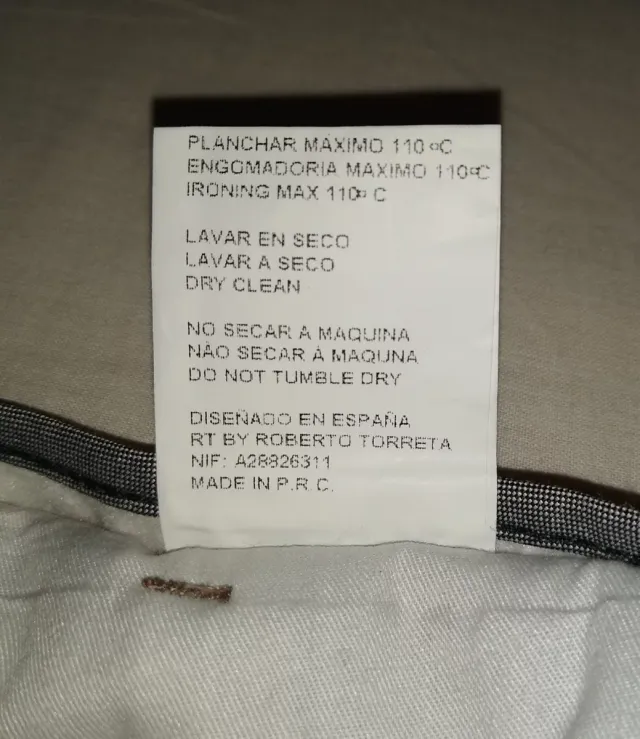 PLANCHAR MÁXIMO 110ºC
ENGOMADORIA MAXIMO 110ºC
IRONING MAX 110º C
LAVAR EN SECO
LAVAR A SECO
DRY CLEAN
NO SECAR A MAQUINA
NÃO SECAR Á MAQUNA
DO NOT TUMBLE DRY
DISEÑADO EN ESPAÑA
RT BY ROBERTO TORRETA
NIF: A28826311
MADE IN P.R.C.